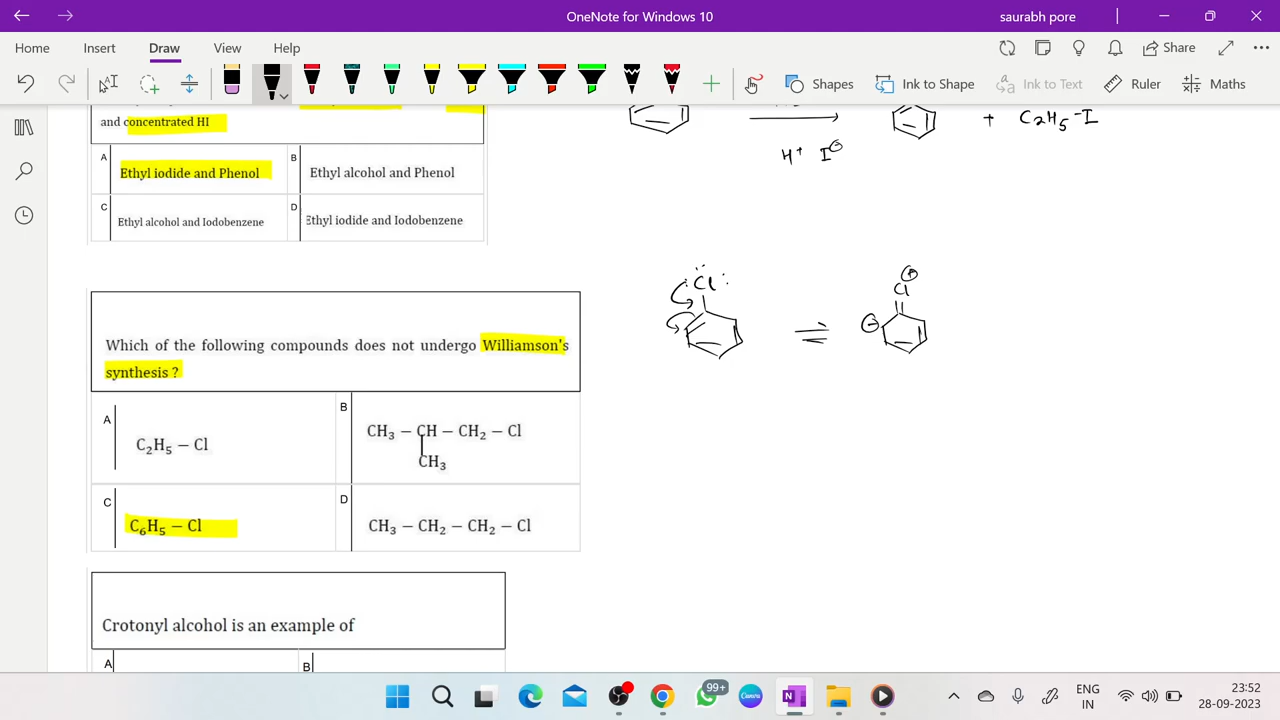 OneNote for Windows 10
saurabh pore
Home Insert Draw View Help
Share
Shapes Ink to Shape Ink to Text Ruler Maths
and concentrated HI
A Ethyl iodide and Phenol
B Ethyl alcohol and Phenol
C Ethyl alcohol and Iodobenzene
D Ethyl iodide and Iodobenzene
+ C2H5-I
H+ I⊖
Which of the following compounds does not undergo Williamson's
synthesis ?
A C₂H₅ − Cl
B CH₃ − CH − CH₂ − Cl
CH₃
C C₆H₅ − Cl
D CH₃ − CH₂ − CH₂ − Cl
:Cl:
⊕
Cl
⊖
Crotonyl alcohol is an example of
A
B
99+
ENG
IN
23:52
28-09-2023